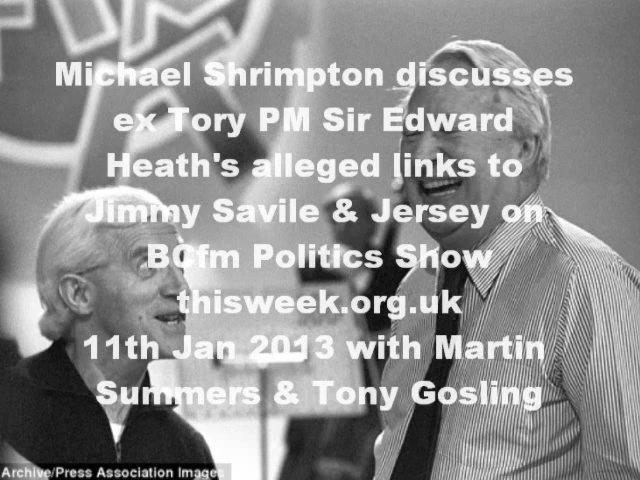 Michael Shrimpton discusses
ex Tory PM Sir Edward
Heath's alleged links to
Jimmy Savile & Jersey on
BCfm Politics Show
thisweek.org.uk
11th Jan 2013 with Martin
Summers & Tony Gosling
Archive/Press Association Images